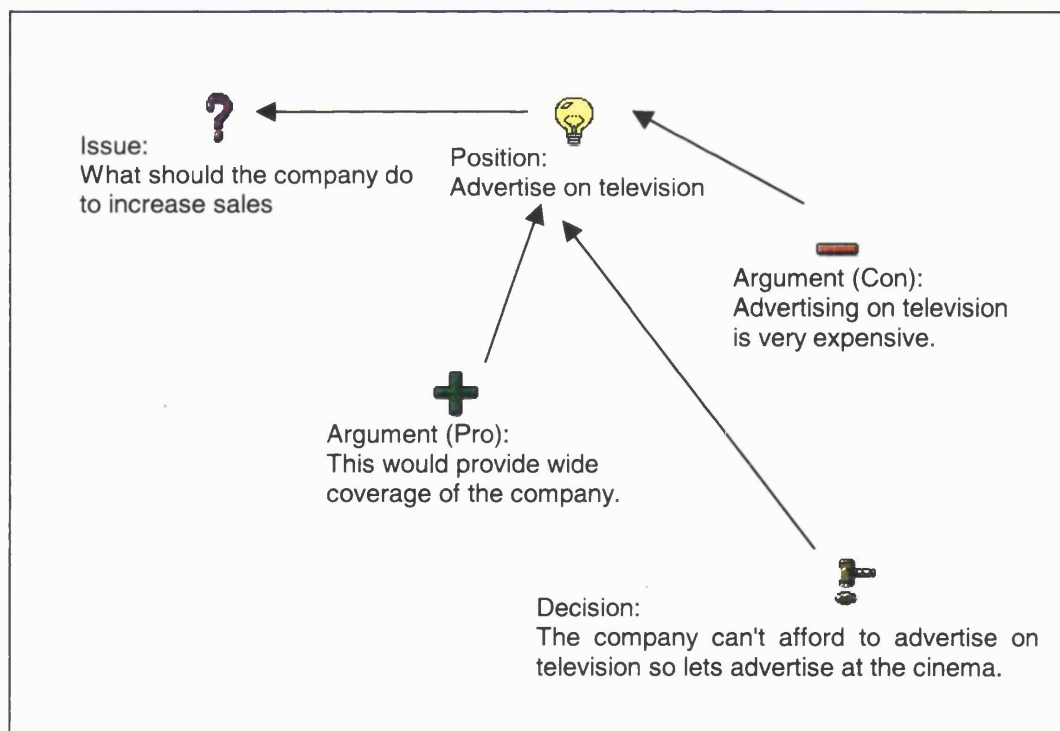 Issue:
What should the company do
to increase sales
Position:
Advertise on television
Argument (Con):
Advertising on television
is very expensive.
Argument (Pro):
This would provide wide
coverage of the company.
Decision:
The company can't afford to advertise on
television so lets advertise at the cinema.